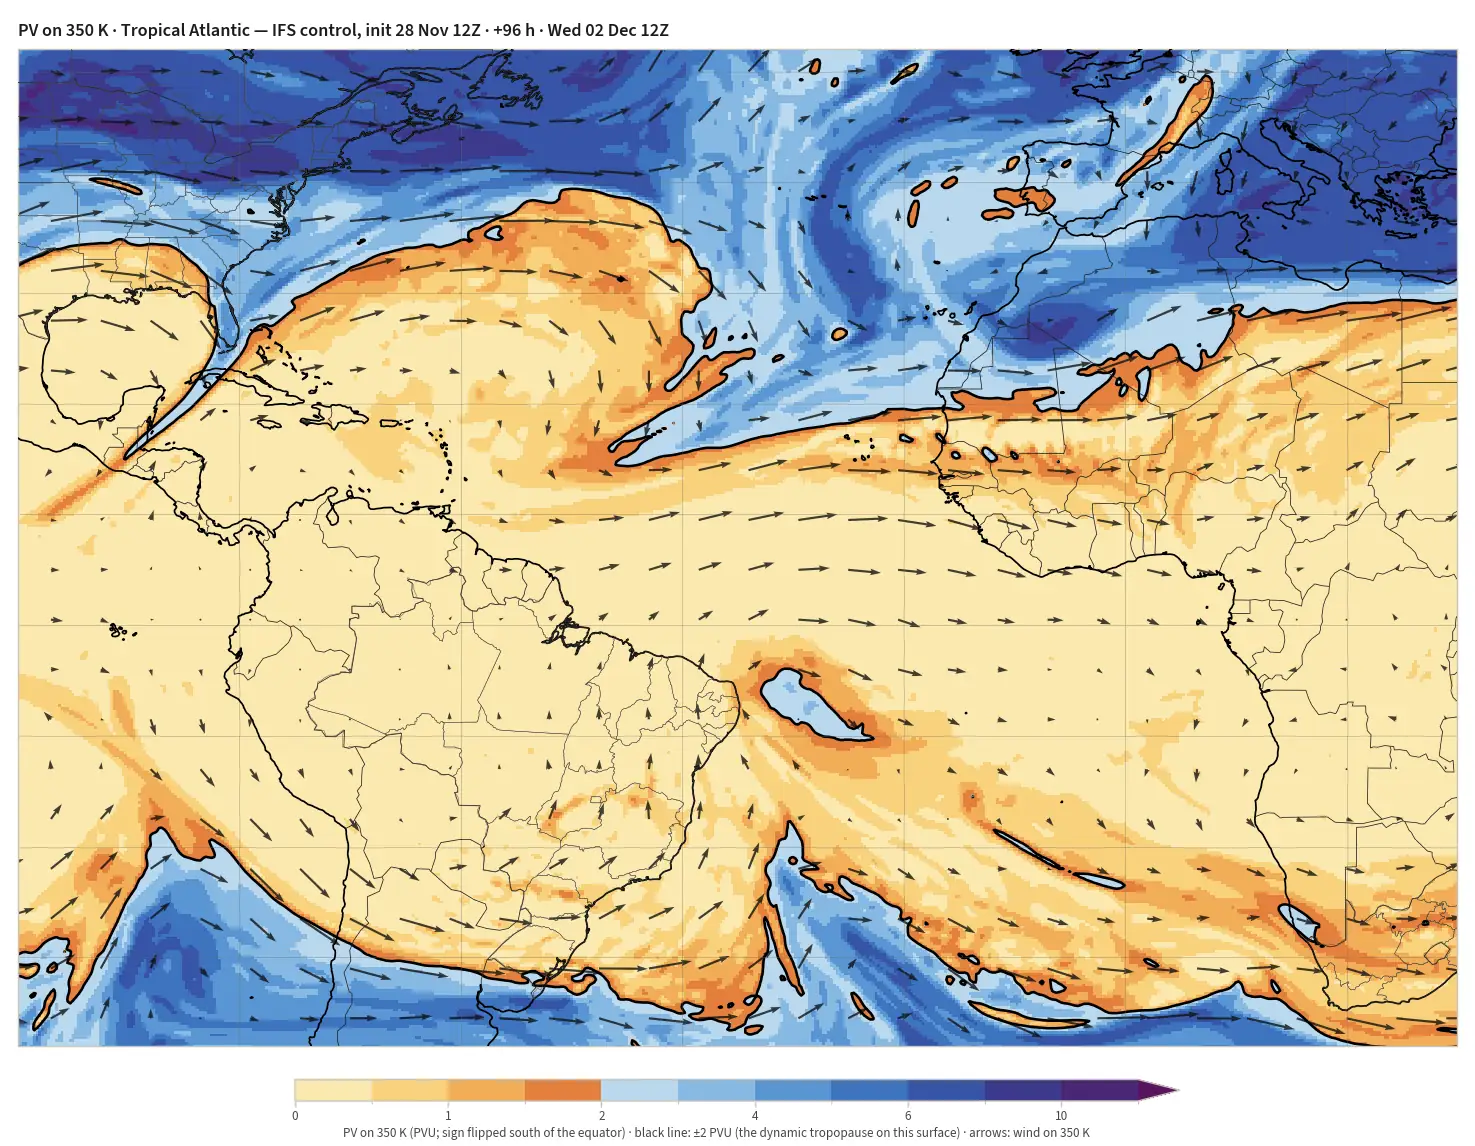 PV on 350 K · Tropical Atlantic — IFS control, init 28 Nov 12Z · +96 h · Wed 02 Dec 12Z
0 1 2 4 6 10
PV on 350 K (PVU; sign flipped south of the equator) · black line: ±2 PVU (the dynamic tropopause on this surface) · arrows: wind on 350 K